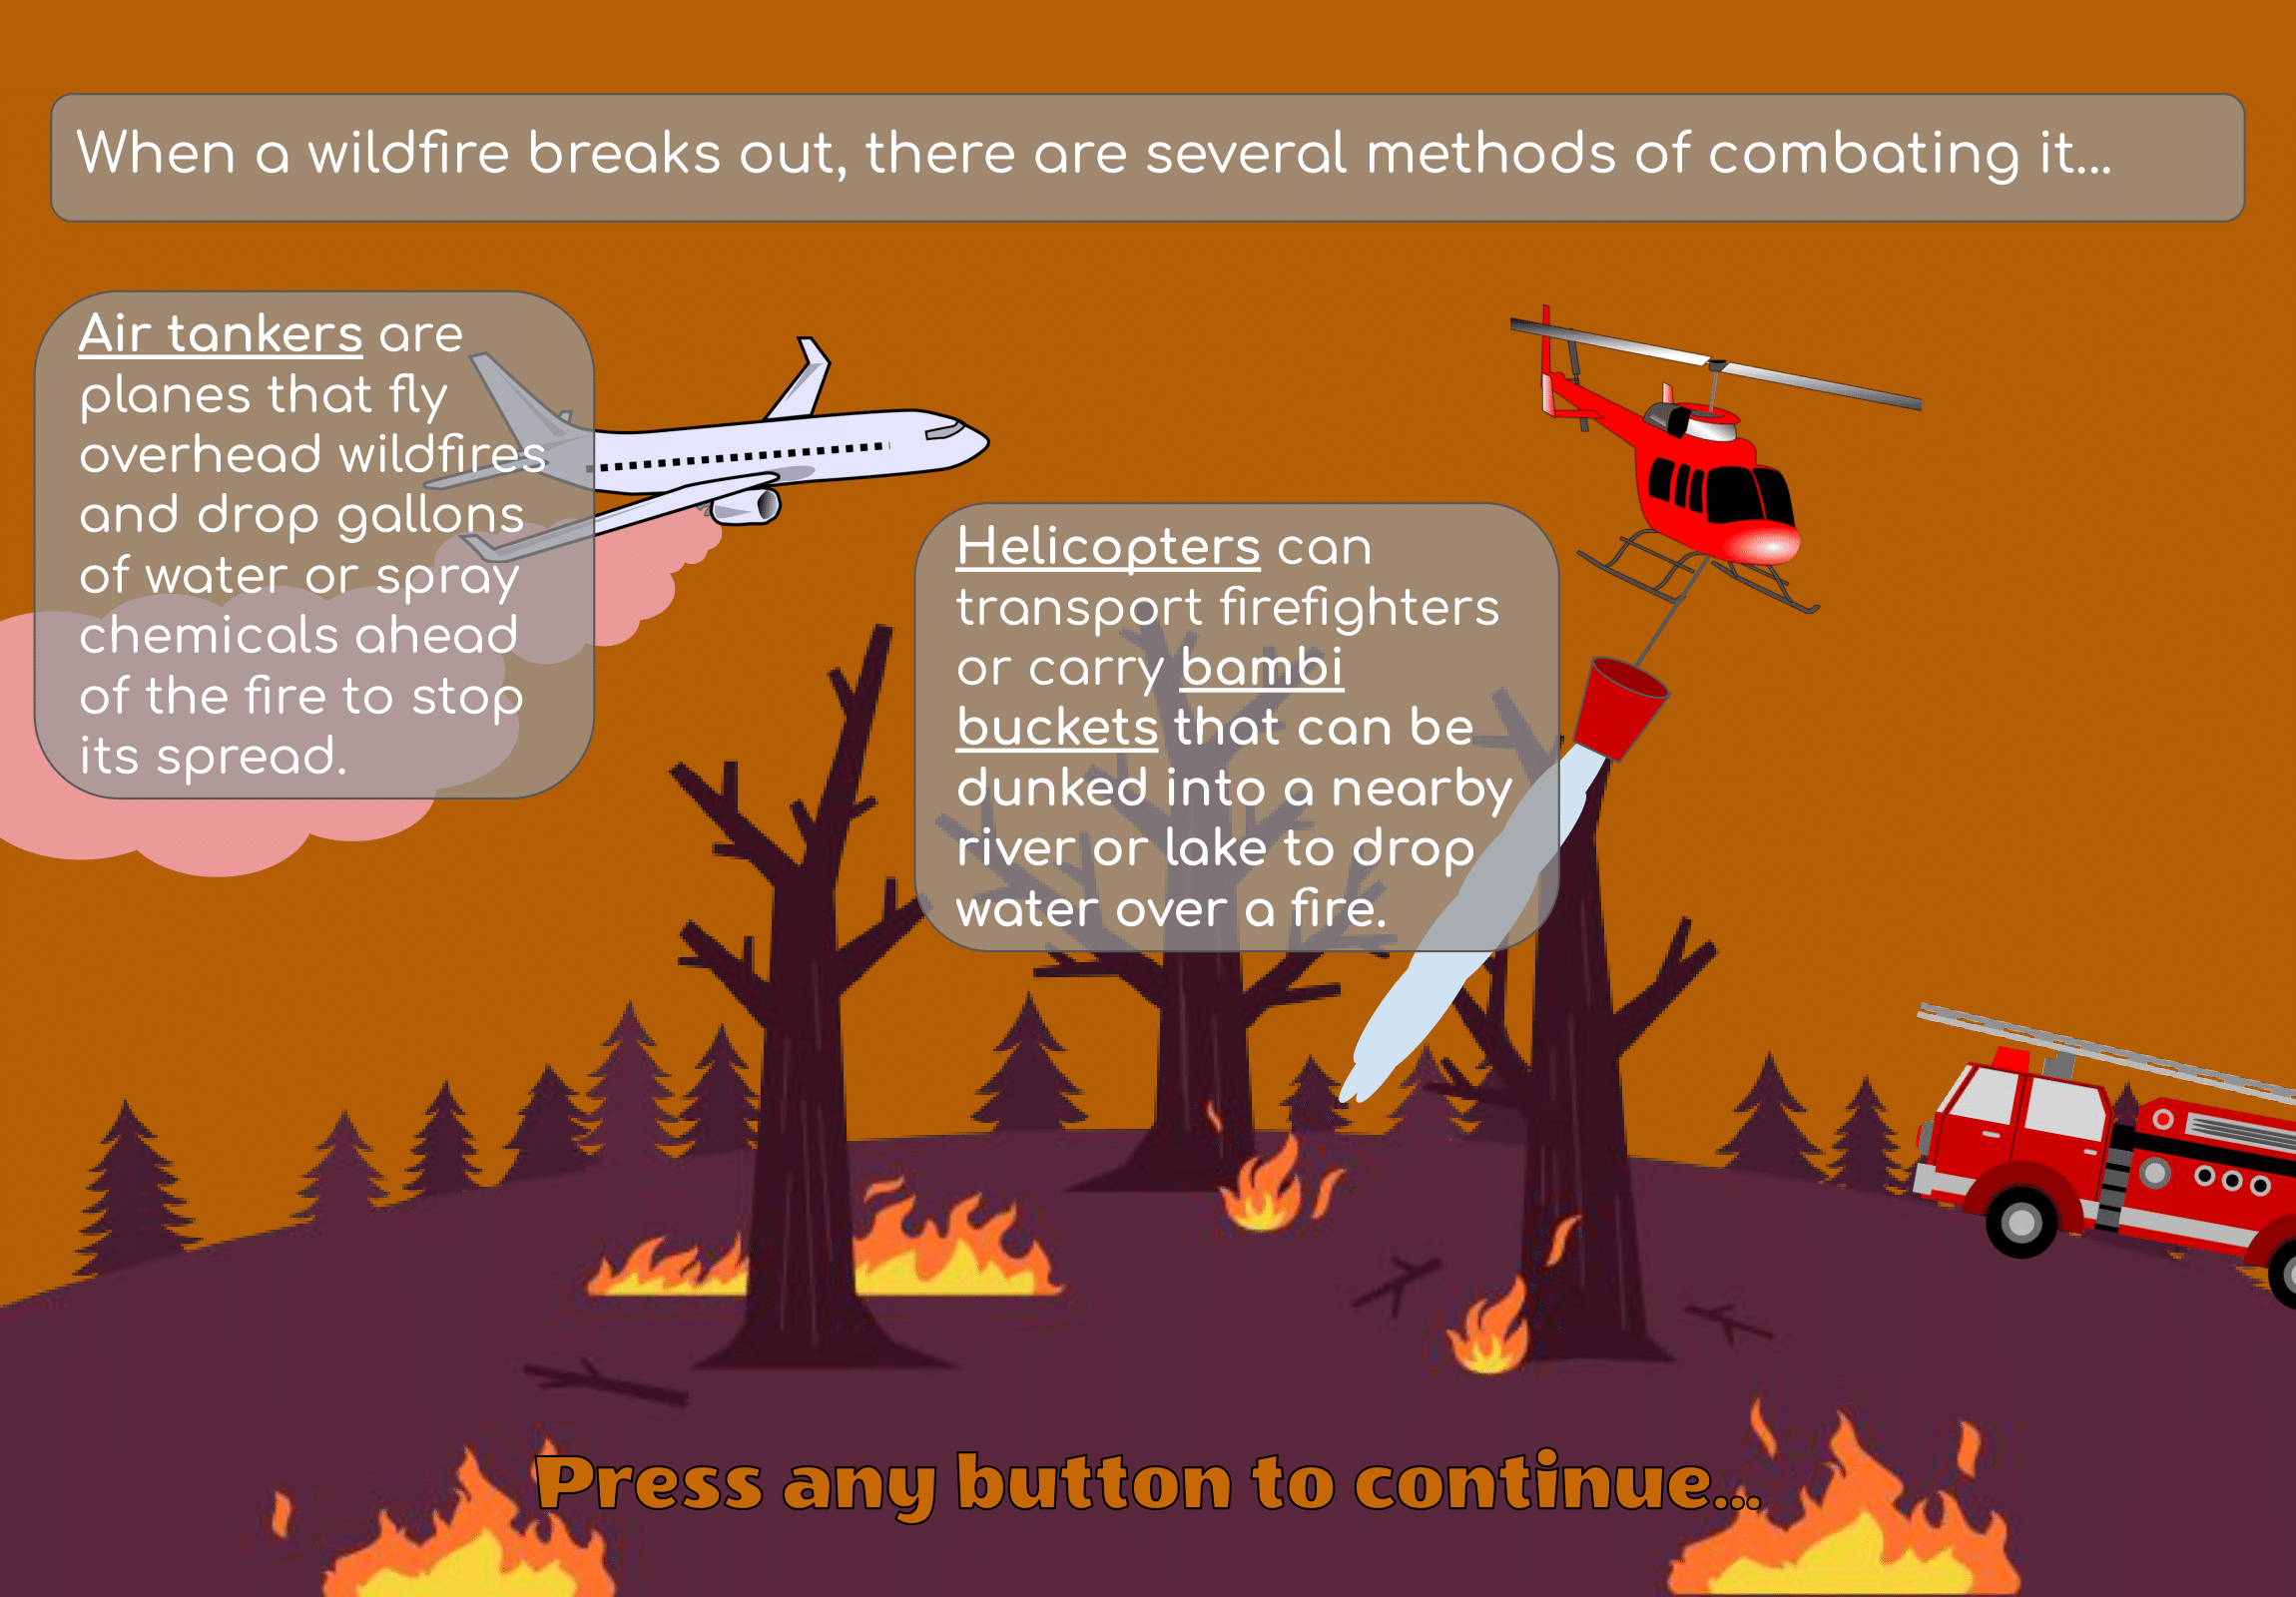 When a wildfire breaks out, there are several methods of combating it...
Air tankers are
planes that fly
overhead wildfires
and drop gallons
of water or spray
chemicals ahead
of the fire to stop
its spread.
Helicopters can
transport firefighters
or carry bambi
buckets that can be
dunked into a nearby
river or lake to drop
water over a fire.
Press any button to continue...